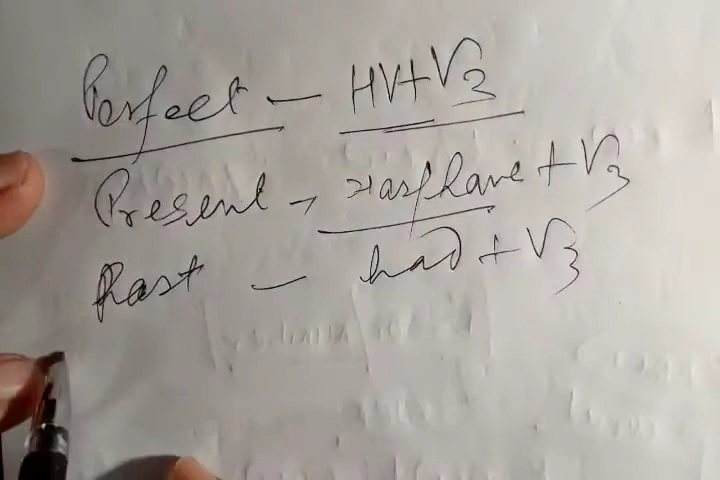 Perfect - HV+V3
Present → Has/have + V3
Past - had + V3